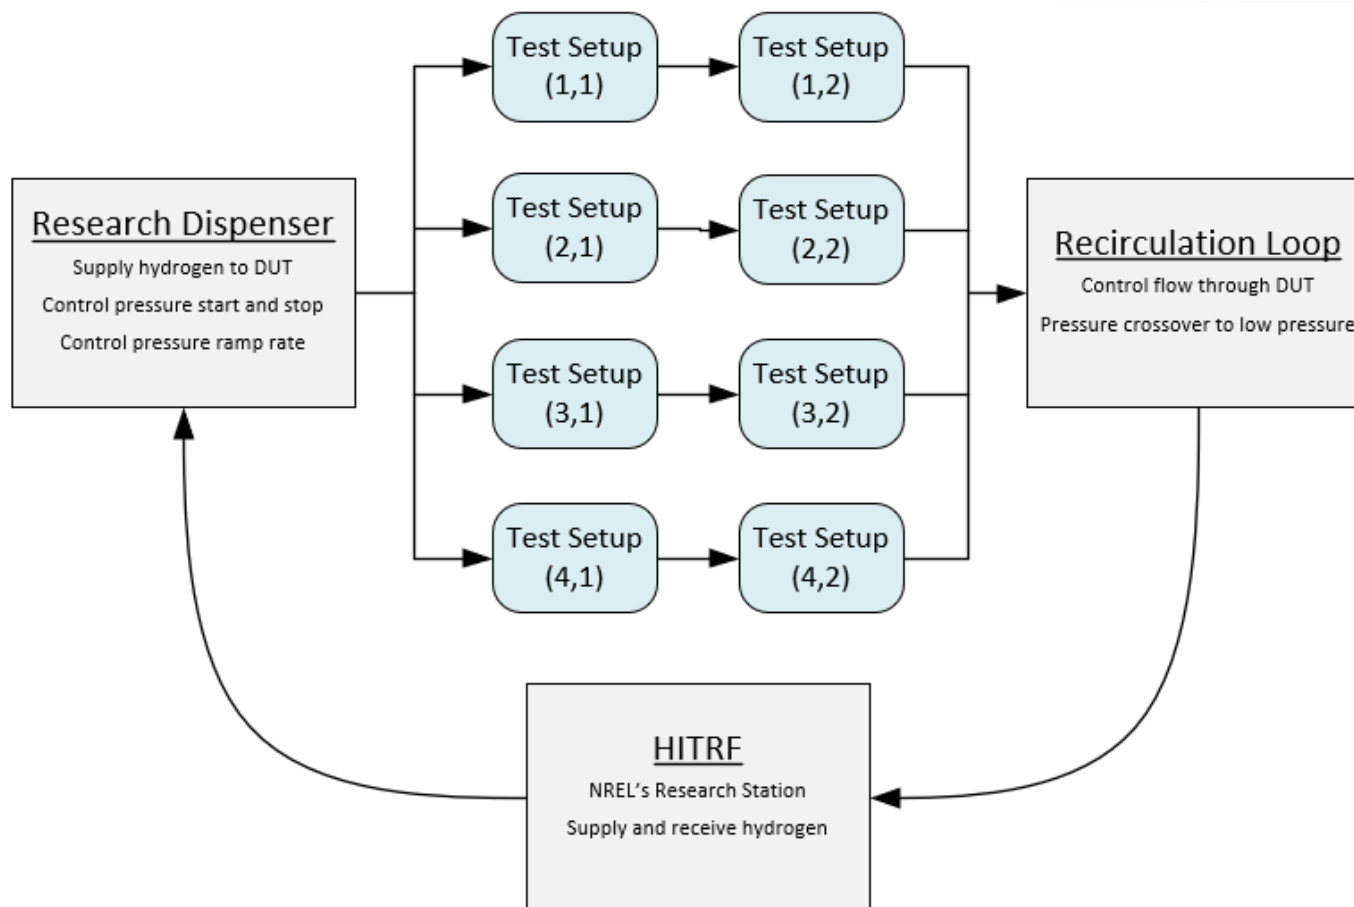 Test Setup
(1,1)
Test Setup
(1,2)
Research Dispenser
Supply hydrogen to DUT
Control pressure start and stop
Control pressure ramp rate
Test Setup
(2,1)
Test Setup
(2,2)
Recirculation Loop
Control flow through DUT
Pressure crossover to low pressure
Test Setup
(3,1)
Test Setup
(3,2)
Test Setup
(4,1)
Test Setup
(4,2)
HITRF
NREL's Research Station
Supply and receive hydrogen